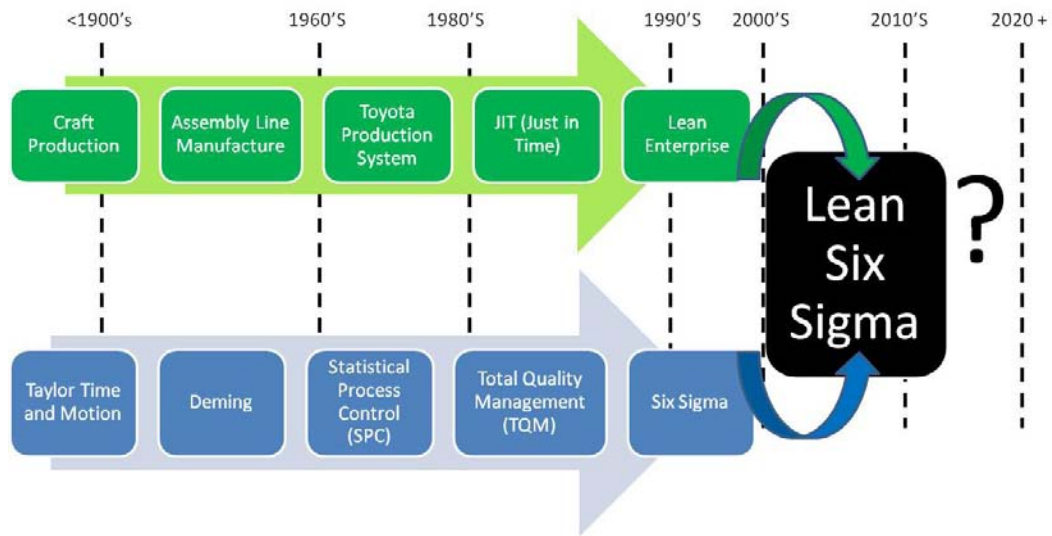 <1900's 1960'S 1980'S 1990'S 2000'S 2010'S 2020 +
Craft
Production
Assembly Line
Manufacture
Toyota
Production
System
JIT (Just in
Time)
Lean
Enterprise
Lean
Six
Sigma
?
Taylor Time
and Motion
Deming
Statistical
Process
Control
(SPC)
Total Quality
Management
(TQM)
Six Sigma